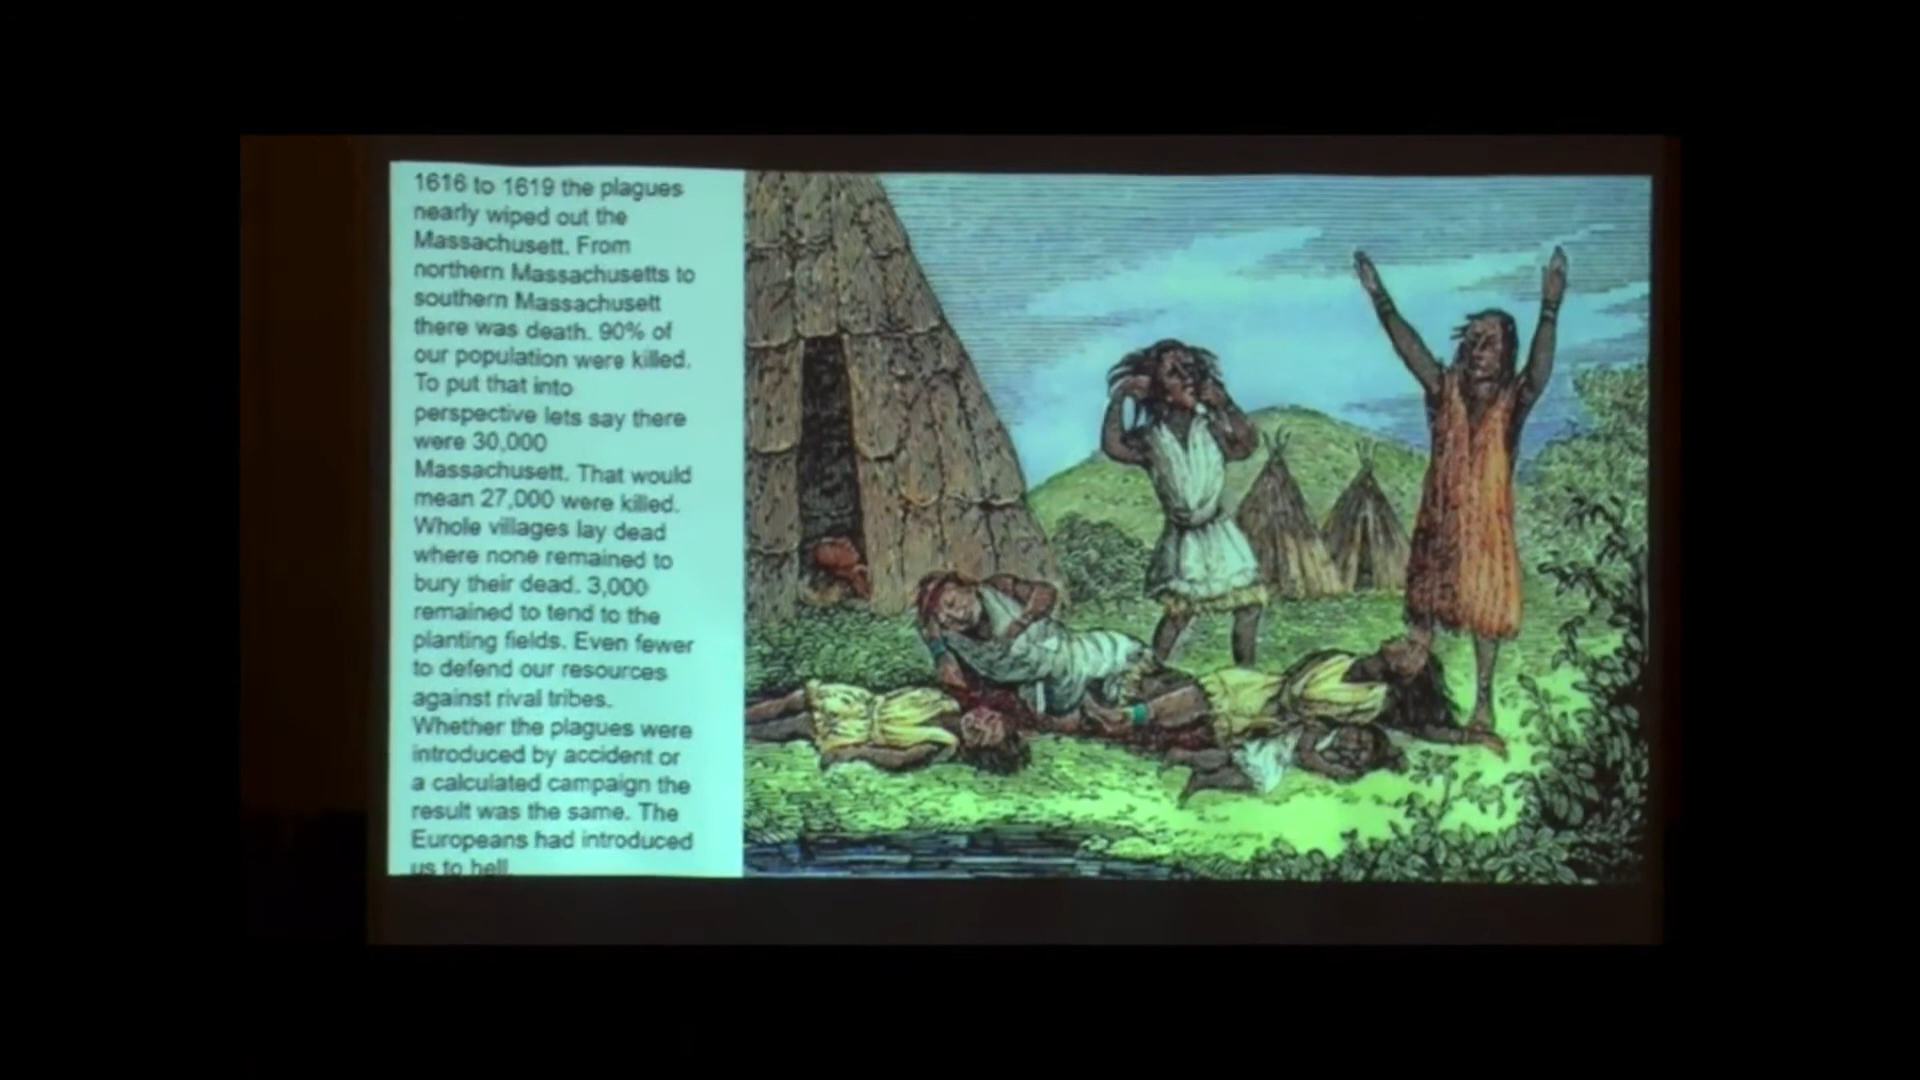 1616 to 1619 the plagues
nearly wiped out the
Massachusett. From
northern Massachusetts to
southern Massachusett
there was death. 90% of
our population were killed.
To put that into
perspective lets say there
were 30,000
Massachusett. That would
mean 27,000 were killed.
Whole villages lay dead
where none remained to
bury their dead. 3,000
remained to tend to the
planting fields. Even fewer
to defend our resources
against rival tribes.
Whether the plagues were
introduced by accident or
a calculated campaign the
result was the same. The
Europeans had introduced
us to hell